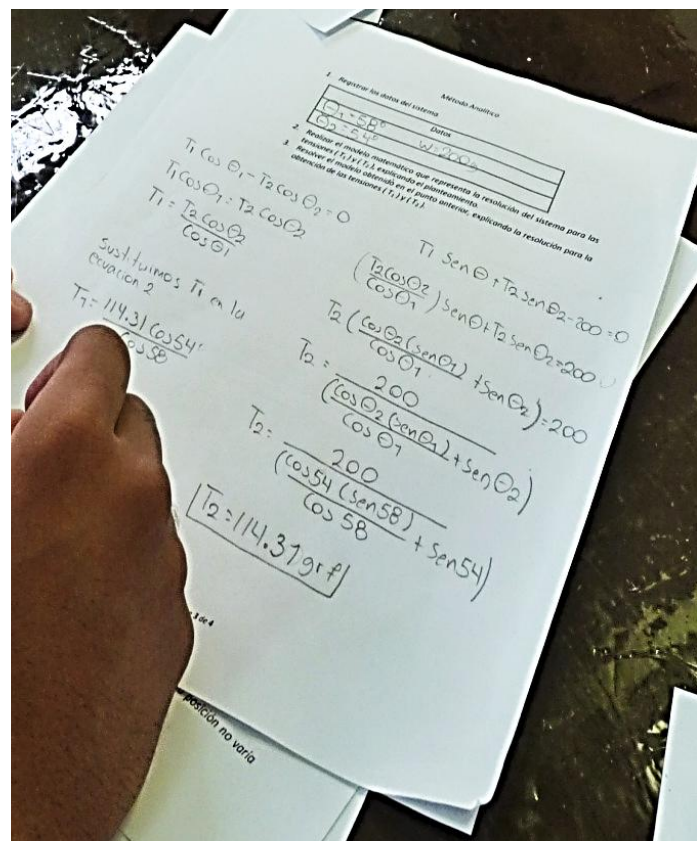 Método Analítico
1. Registrar los datos del sistema
Datos
Θ1 = 58°
W=200g
Θ2 = 54°
2. Realizar el modelo matemático que representa la resolución del sistema para las
tensiones (T₁) y (T₂), explicando el planteamiento.
3. Resolver el modelo obtenido en el punto anterior, explicando la resolución para la
obtención de las tensiones (T₁) y (T₂).
T1 Cos Θ1 - T2 Cos Θ2 = 0
T1 Cos Θ1 = T2 Cos Θ2
T1 = T2 Cos Θ2 / Cos Θ1
Sustituimos T1 en la
ecuacion 2
T1 = 114.31 Cos 54° / Cos 58
T1 Sen Θ + T2 Sen Θ2 - 200 = 0
(T2 Cos Θ2 / Cos Θ1) Sen Θ + T2 Sen Θ2 = 200
T2 (Cos Θ2 (Sen Θ1) / Cos Θ1 + Sen Θ2) = 200
T2 = 200 / (Cos Θ2 (Sen Θ1) / Cos Θ1 + Sen Θ2)
T2 = 200 / (Cos 54 (Sen 58) / Cos 58 + Sen 54)
T2 = 114.31 grf
3 de 4
posición no varía